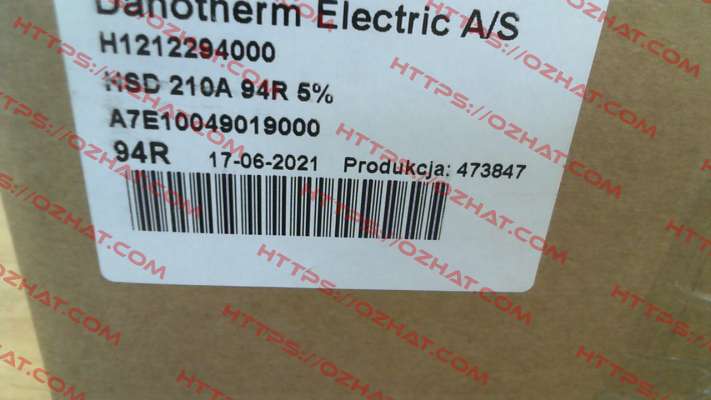 Danotherm Electric A/S
H1212294000
HSD 210A 94R 5%
A7E10049019000
94R 17-06-2021 Produkcja: 473847
HTTPS://OZHAT.COM